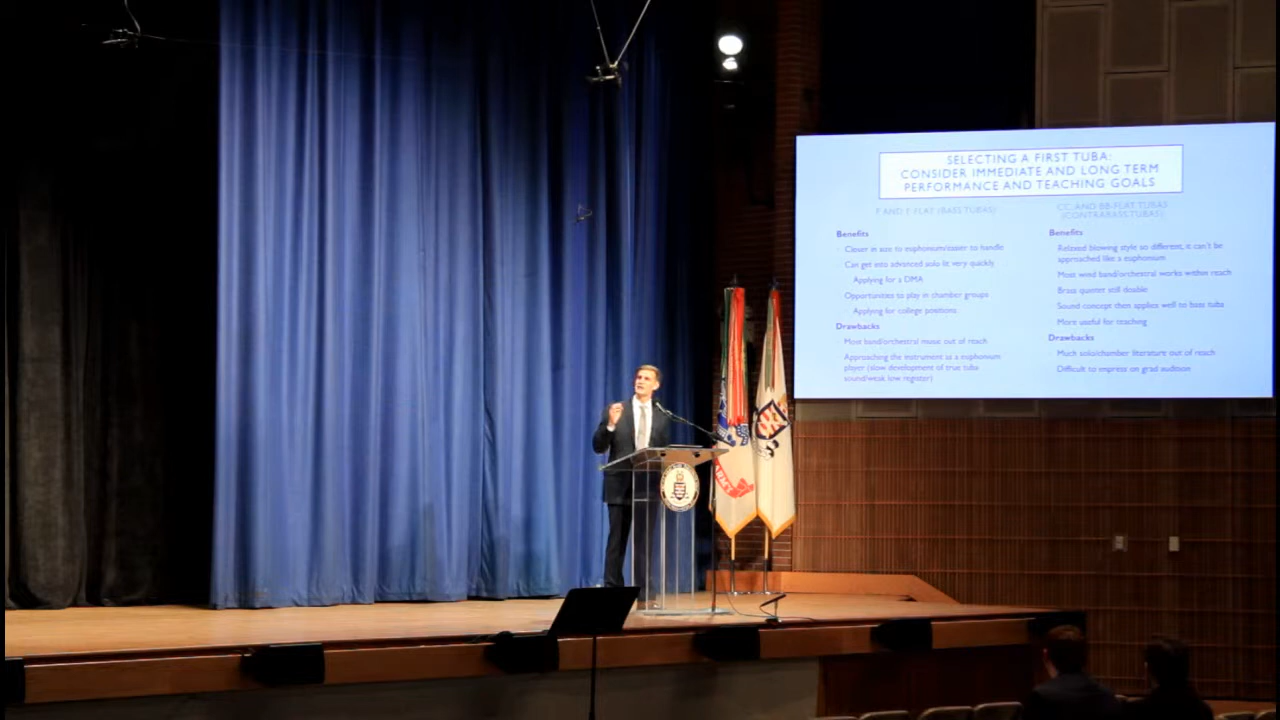 SELECTING A FIRST TUBA:
CONSIDER IMMEDIATE AND LONG TERM
PERFORMANCE AND TEACHING GOALS
F AND F-FLAT (BASS TUBAS)
Benefits
Closer in size to euphonium/easier to handle
Can get into advanced solo lit very quickly
Applying for a DMA
Opportunities to play in chamber groups
Applying for college positions
Drawbacks
Most band/orchestral music out of reach
Approaching the instrument as a euphonium
player (slow development of true tuba
sound/weak low register)
CC AND BB-FLAT TUBAS
(CONTRABASS TUBAS)
Benefits
Relaxed blowing style so different, it can't be
approached like a euphonium
Most wind band/orchestral works within reach
Brass quintet still doable
Sound concept then applies well to bass tuba
More useful for teaching
Drawbacks
Much solo/chamber literature out of reach
Difficult to impress on grad audition
ARMY